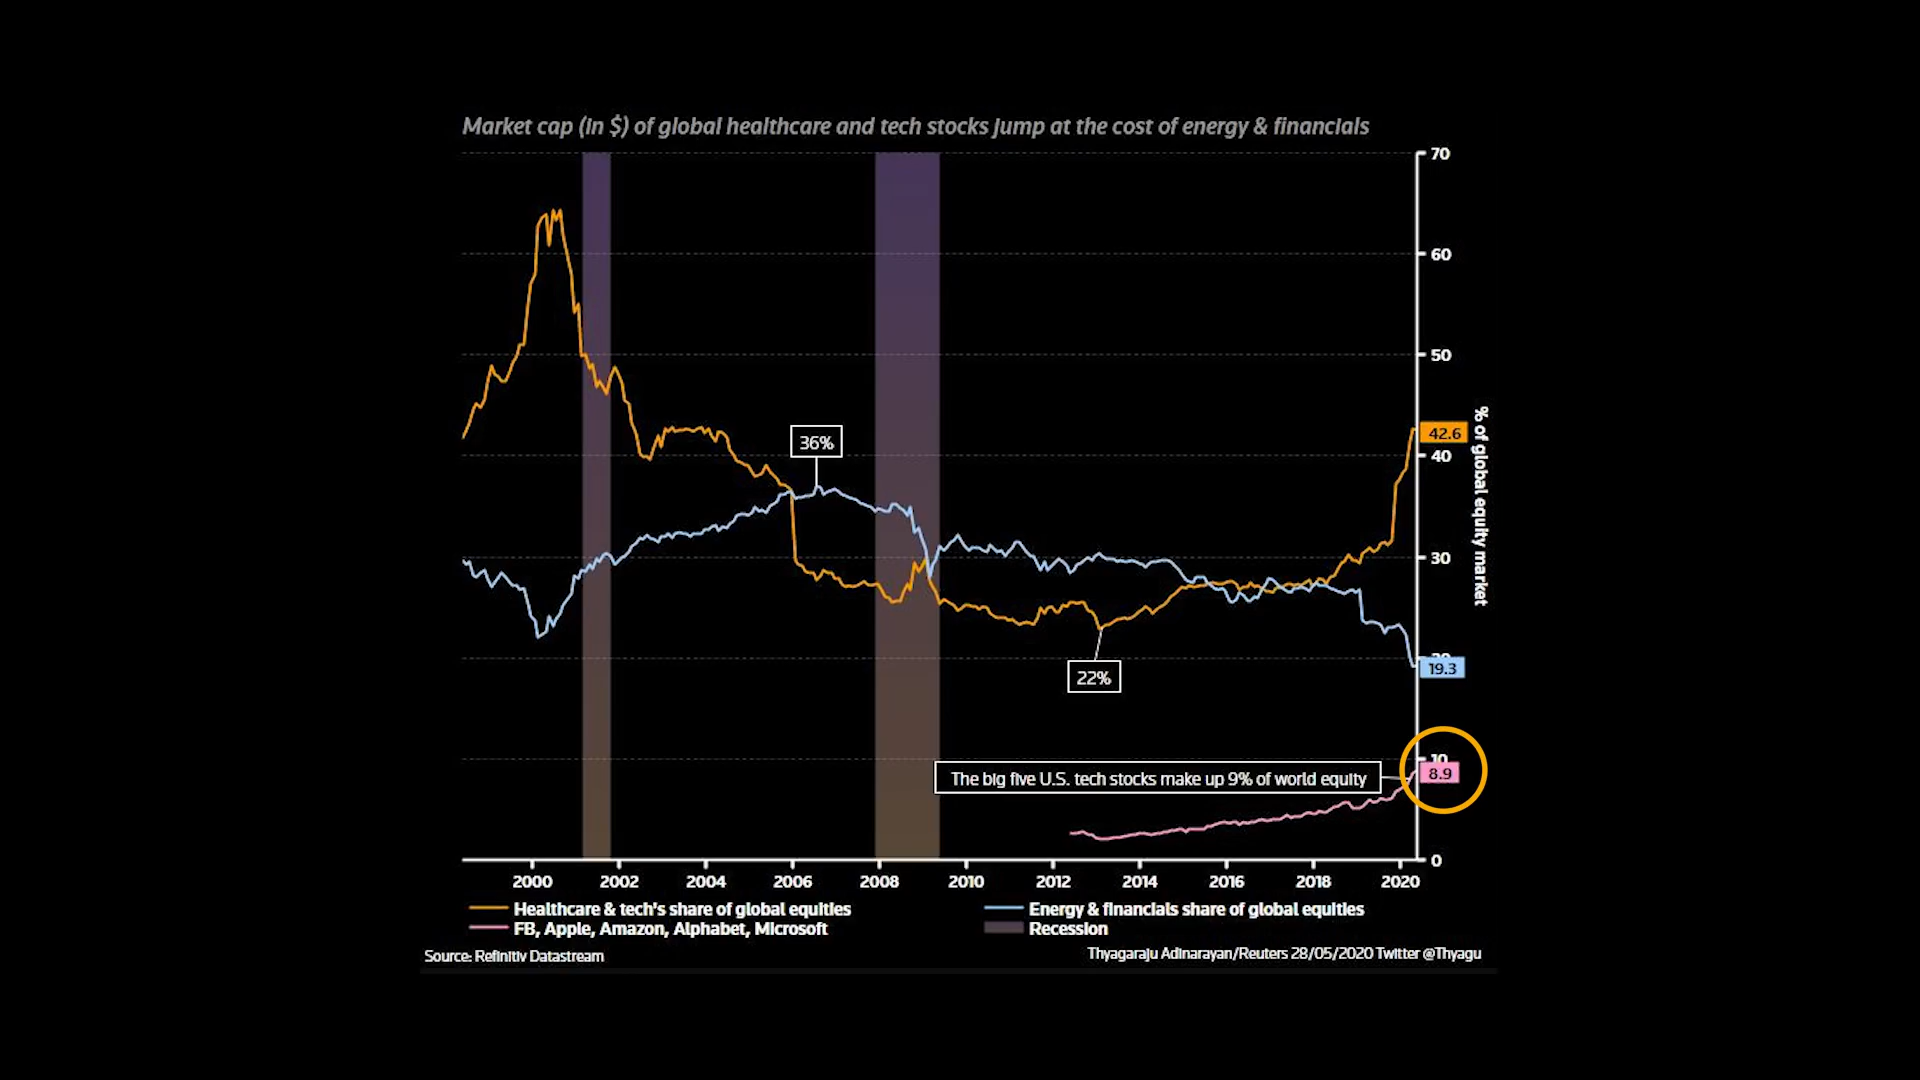 Market cap (in $) of global healthcare and tech stocks jump at the cost of energy & financials
70
60
50
40
30
20
10
0
% of global equity market
42.6
19.3
8.9
36%
22%
The big five U.S. tech stocks make up 9% of world equity
2000 2002 2004 2006 2008 2010 2012 2014 2016 2018 2020
Healthcare & tech's share of global equities
Energy & financials share of global equities
FB, Apple, Amazon, Alphabet, Microsoft
Recession
Source: Refinitiv Datastream
Thyagaraju Adinarayan/Reuters 28/05/2020 Twitter @Thyagu